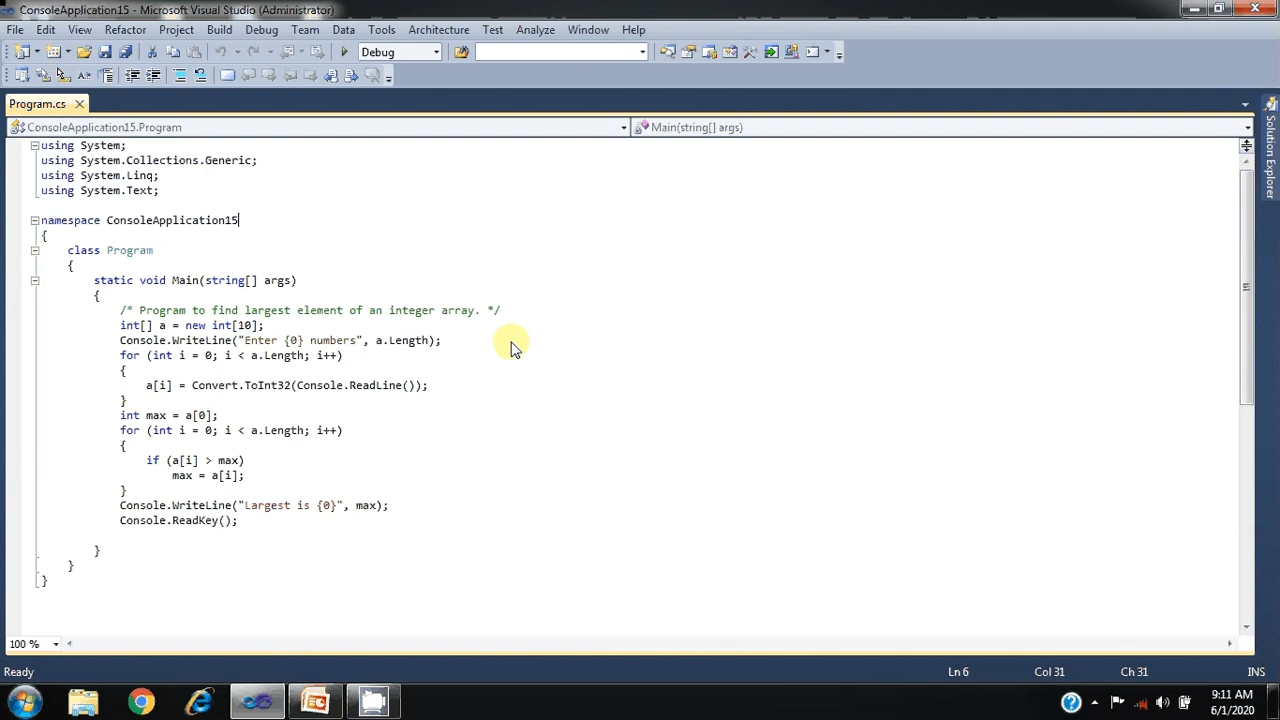 ConsoleApplication15 - Microsoft Visual Studio (Administrator)
File Edit View Refactor Project Build Debug Team Data Tools Architecture Test Analyze Window Help
Debug
Program.cs
ConsoleApplication15.Program
Main(string[] args)
using System;
using System.Collections.Generic;
using System.Linq;
using System.Text;
namespace ConsoleApplication15
{
class Program
{
static void Main(string[] args)
{
/* Program to find largest element of an integer array. */
int[] a = new int[10];
Console.WriteLine("Enter {0} numbers", a.Length);
for (int i = 0; i < a.Length; i++)
{
a[i] = Convert.ToInt32(Console.ReadLine());
}
int max = a[0];
for (int i = 0; i < a.Length; i++)
{
if (a[i] > max)
max = a[i];
}
Console.WriteLine("Largest is {0}", max);
Console.ReadKey();
}
}
}
Solution Explorer
100 %
Ready Ln 6 Col 31 Ch 31 INS
9:11 AM
6/1/2020